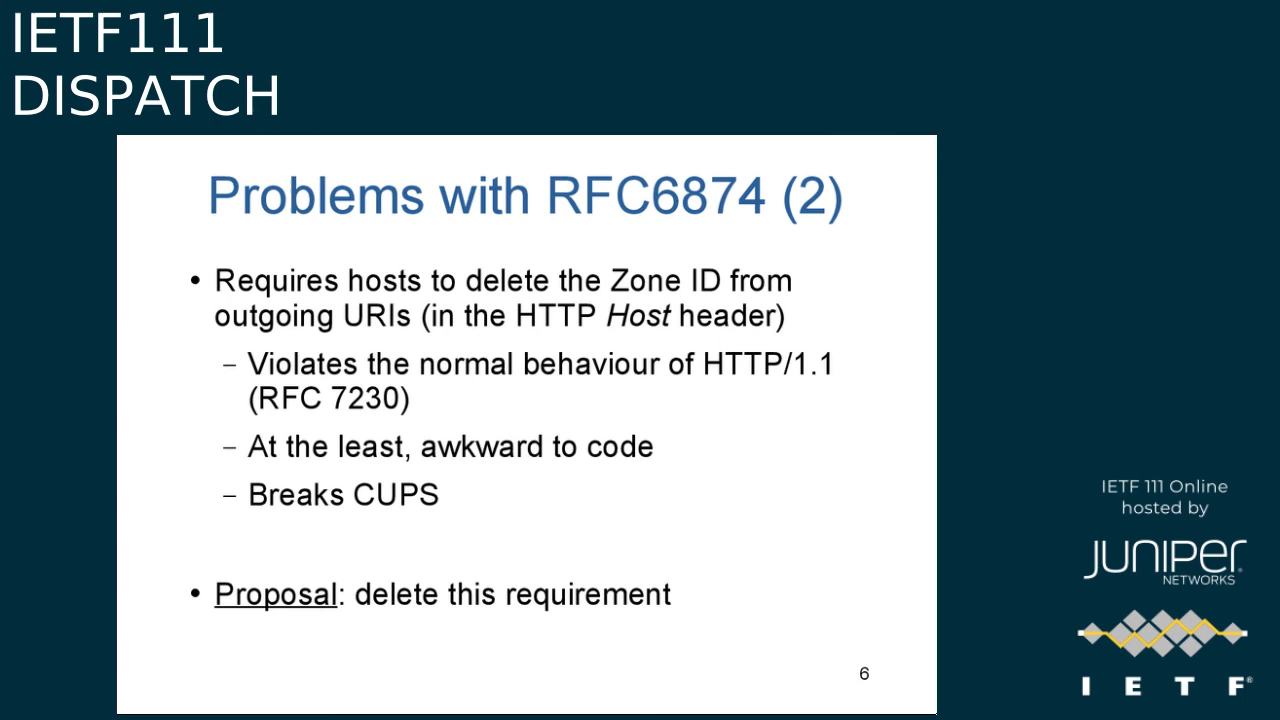 IETF111
DISPATCH
Problems with RFC6874 (2)
• Requires hosts to delete the Zone ID from
outgoing URIs (in the HTTP Host header)
– Violates the normal behaviour of HTTP/1.1
(RFC 7230)
– At the least, awkward to code
– Breaks CUPS
• Proposal: delete this requirement
6
IETF 111 Online
hosted by
JUNIPER
NETWORKS
I E T F®